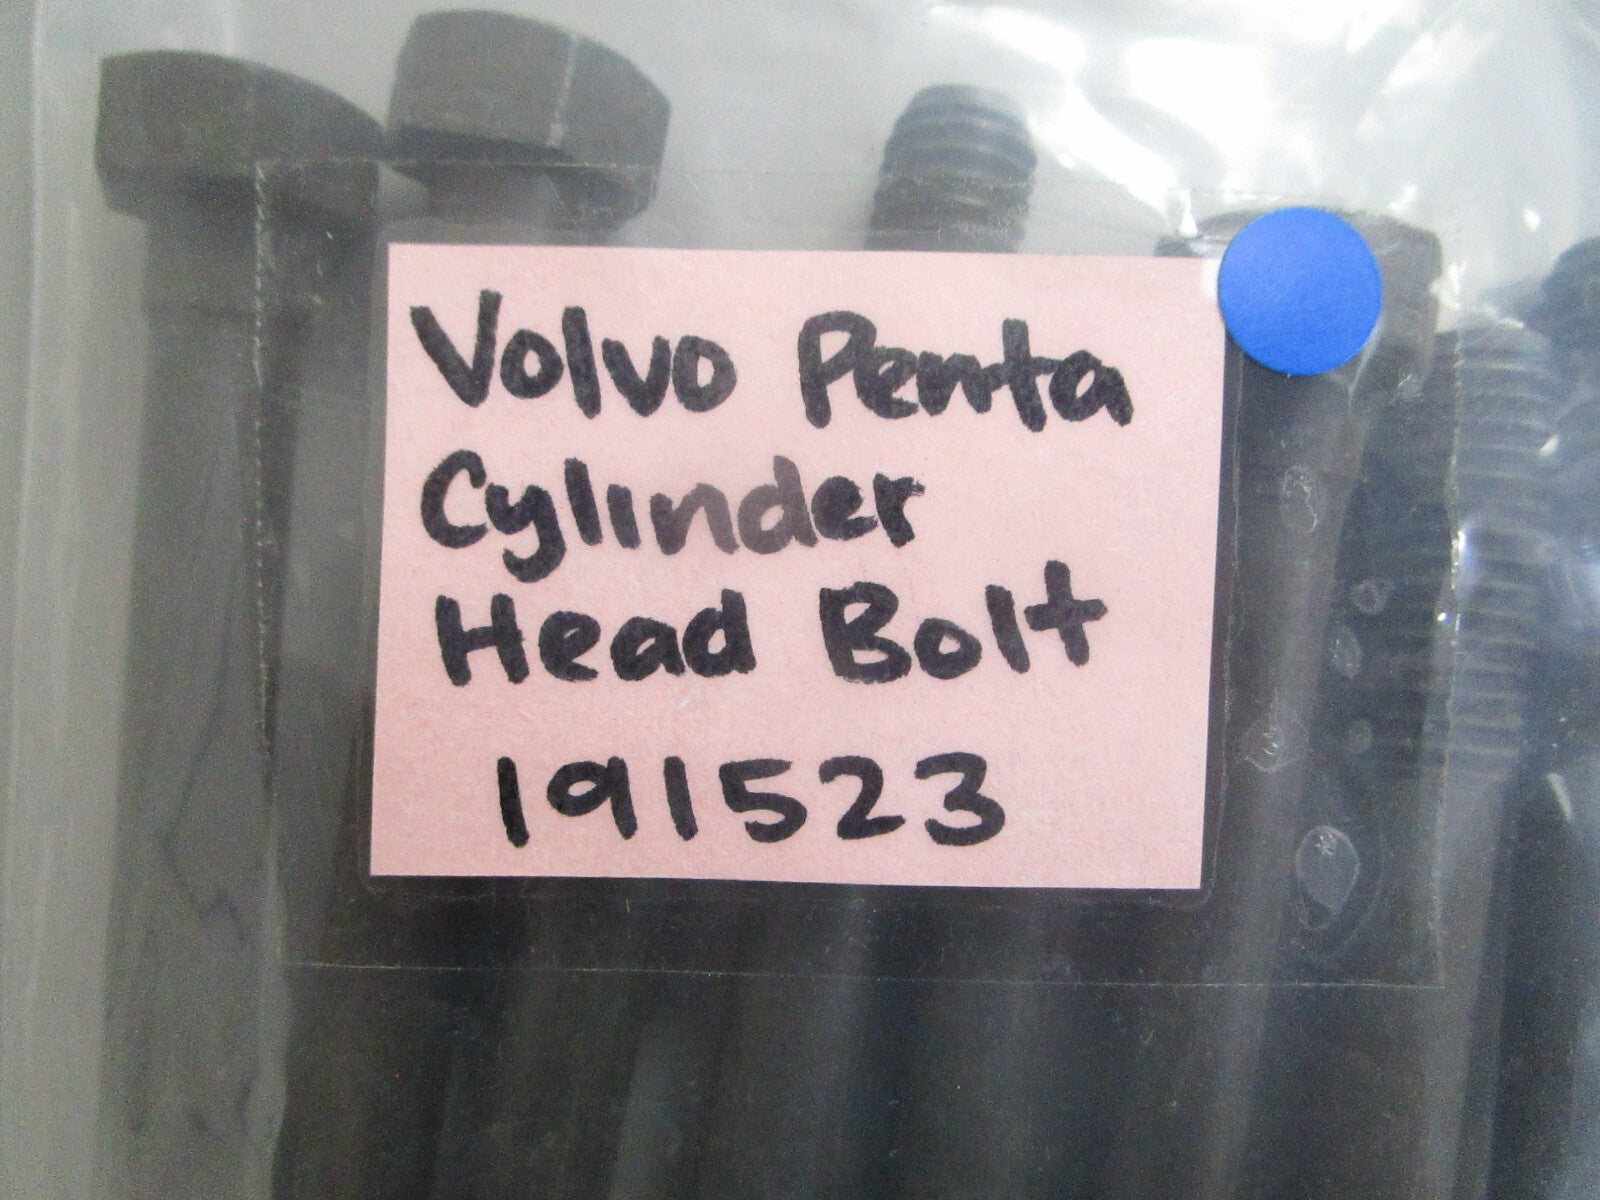 Volvo Penta
Cylinder
Head Bolt
191523